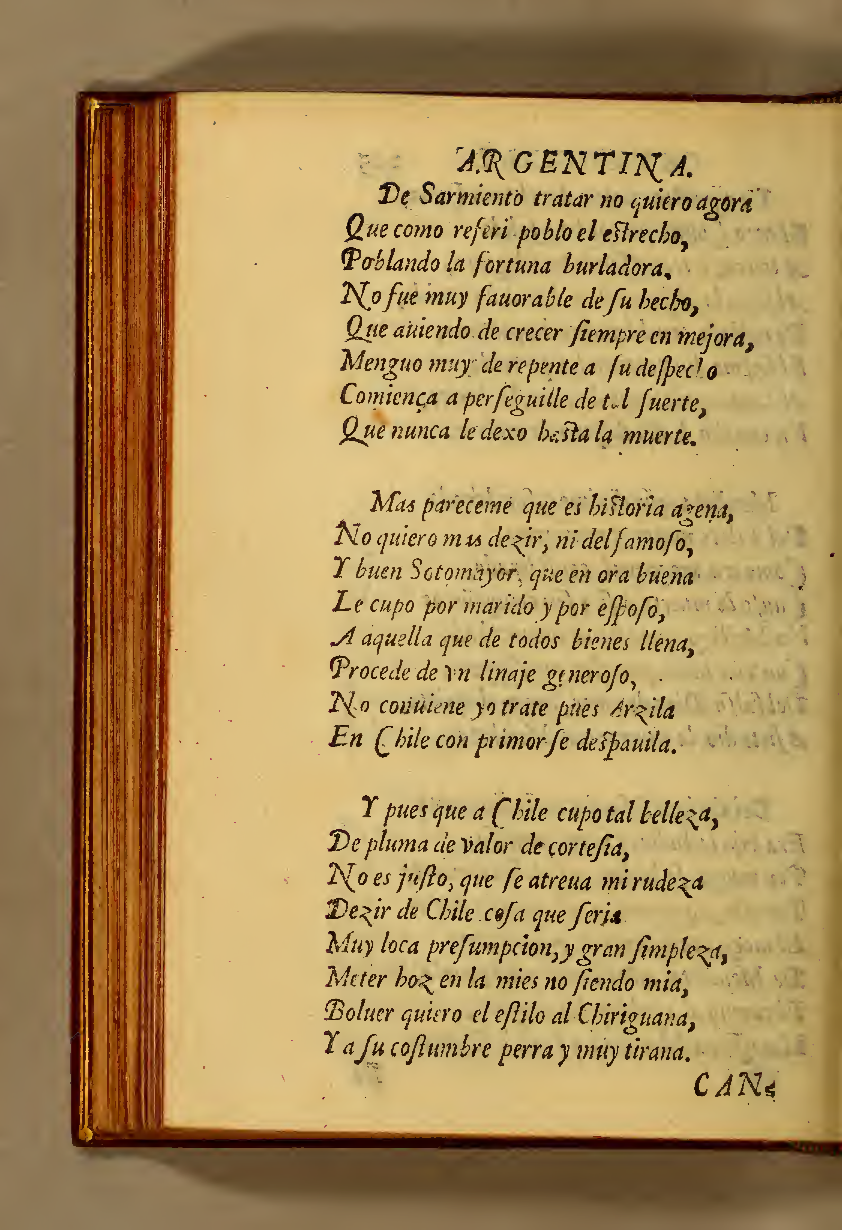 ARGENTINA.
De Sarmiento tratar no quiero agora
Que como referi poblo el eſtrecho,
Poblando la fortuna burladora,
No fue muy fauorable de ſu hecho,
Que auiendo de crecer ſiempre en mejora,
Menguo muy de repente a ſu deſpecho
Comiença a perſeguille de tal ſuerte,
Que nunca le dexo haſta la muerte.
Mas pareceme que es hiſtoria agena,
No quiero mas dezir, ni del famoſo,
Y buen Sotomayor, que en ora buena
Le cupo por marido y por eſpoſo,
A aquella que de todos bienes llena,
Procede de vn linaje generoſo,
No conuiene yo trate pues Arzila
En Chile con primor ſe deſpauila.
Y pues que a Chile cupo tal belleza,
De pluma de valor de corteſia,
No es juſto, que ſe atreua mi rudeza
Dezir de Chile coſa que ſeria
Muy loca preſumpcion, y gran ſimpleza,
Meter hoz en la mies no ſiendo mia,
Boluer quiero el eſtilo al Chiriguana,
Y a ſu coſtumbre perra y muy tirana.
CAN-